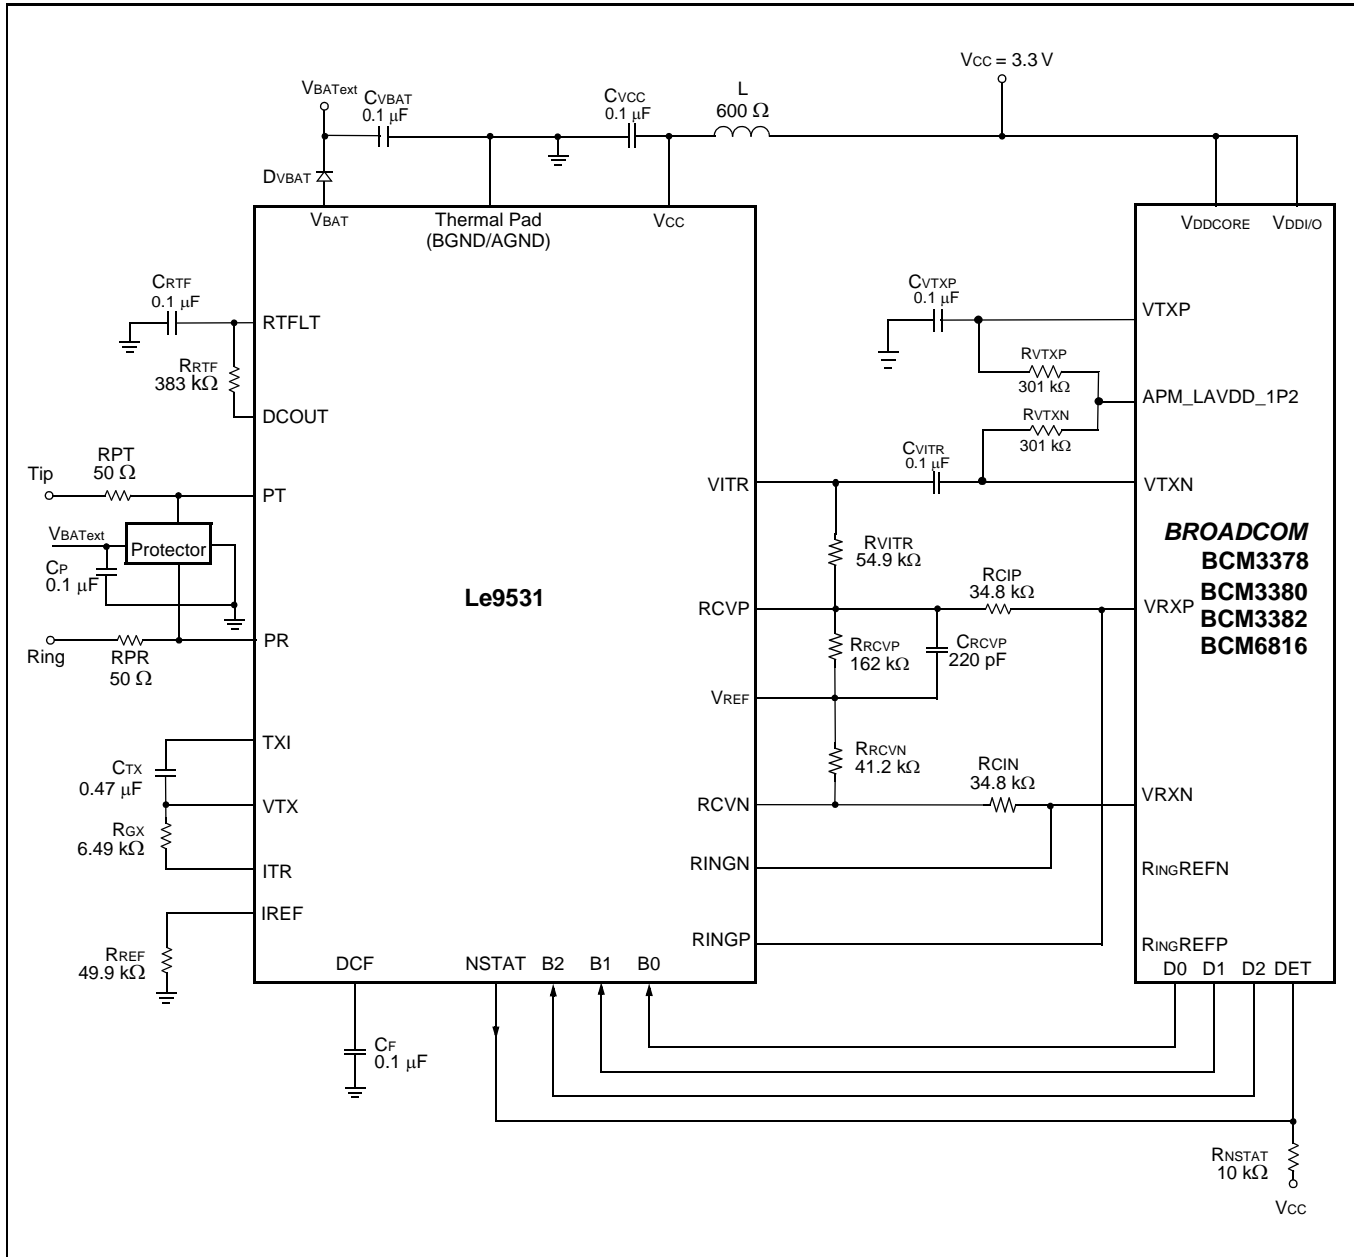 VCC = 3.3 V
VBAText
CVBAT
0.1 µF
CVCC
0.1 µF
L
600 Ω
DVBAT
VBAT
Thermal Pad
(BGND/AGND)
VCC
VDDCORE
VDDI/O
CRTF
0.1 µF
RTFLT
RRTF
383 kΩ
DCOUT
CVTXP
0.1 µF
VTXP
RVTXP
301 kΩ
APM_LAVDD_1P2
RVTXN
301 kΩ
CVITR
0.1 µF
VITR
VTXN
Tip
RPT
50 Ω
PT
VBAText
Protector
CP
0.1 µF
Ring
RPR
50 Ω
PR
Le9531
RVITR
54.9 kΩ
BROADCOM
BCM3378
BCM3380
BCM3382
BCM6816
RCVP
RCIP
34.8 kΩ
VRXP
RRCVP
162 kΩ
CRCVP
220 pF
VREF
RRCVN
41.2 kΩ
RCIN
34.8 kΩ
RCVN
VRXN
TXI
CTX
0.47 µF
VTX
RGX
6.49 kΩ
ITR
RINGN
RINGREFN
IREF
RREF
49.9 kΩ
RINGP
RINGREFP
DCF
NSTAT
B2
B1
B0
D0
D1
D2
DET
CF
0.1 µF
RNSTAT
10 kΩ
VCC